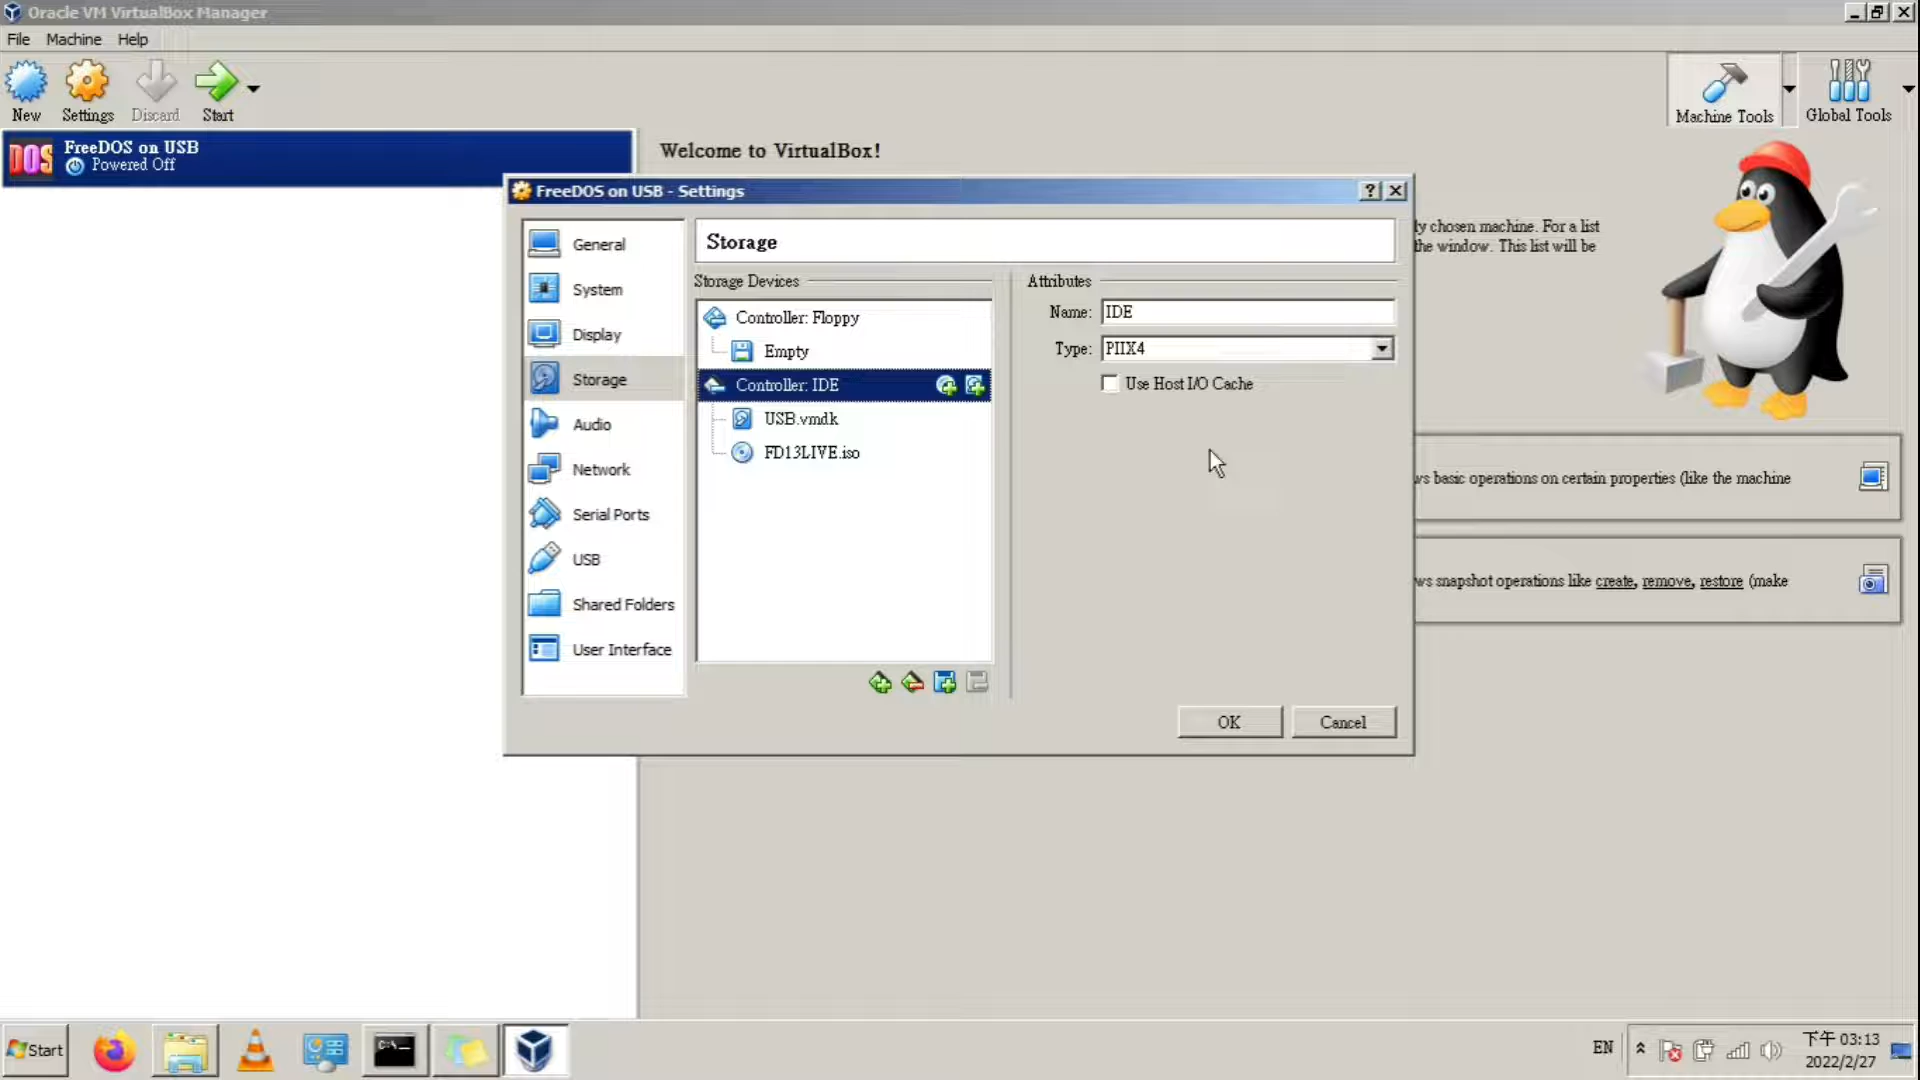 Oracle VM VirtualBox Manager
File Machine Help
New Settings Discard Start
Machine Tools Global Tools
DOS
FreeDOS on USB
Powered Off
Welcome to VirtualBox!
ly chosen machine. For a list
the window. This list will be
FreeDOS on USB - Settings
General
System
Display
Storage
Audio
Network
Serial Ports
USB
Shared Folders
User Interface
Storage
Storage Devices
Controller: Floppy
Empty
Controller: IDE
USB.vmdk
FD13LIVE.iso
Attributes
Name: IDE
Type: PIIX4
Use Host I/O Cache
OK Cancel
ws basic operations on certain properties (like the machine
ws snapshot operations like create, remove, restore (make
Start
EN
下午 03:13
2022/2/27